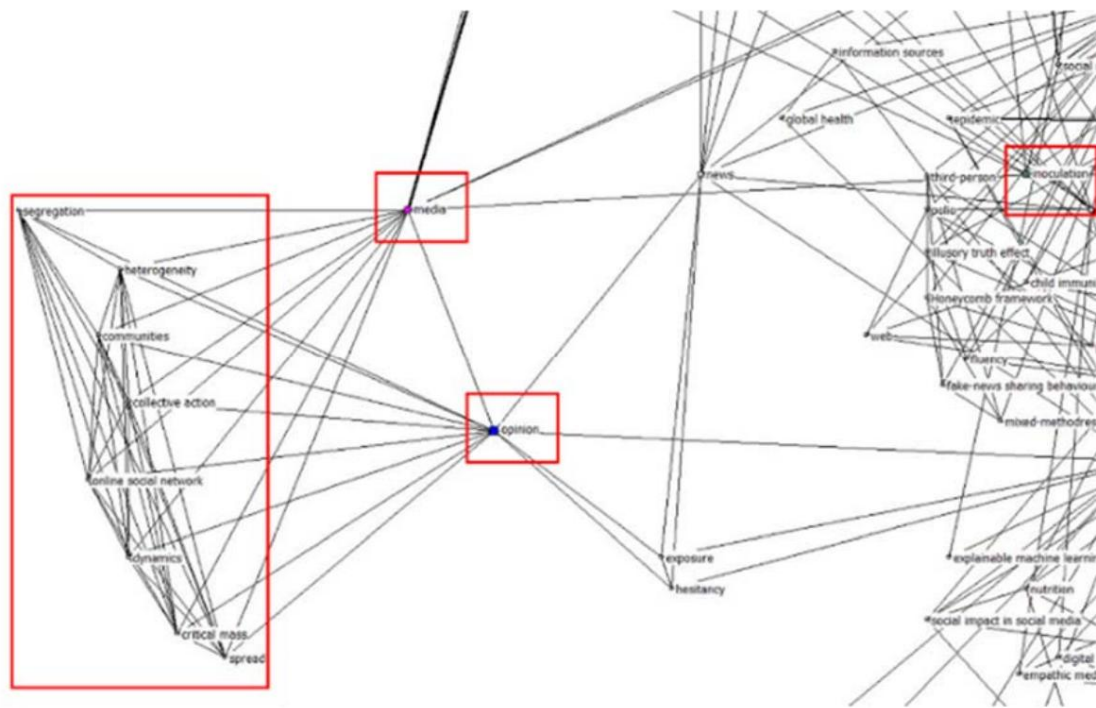 information sources
social
global health
epidemic
news
third-person
inoculation
segregation
media
polio
illusory truth effect
heterogeneity
child immuni
Honeycomb framework
communities
web
fluency
fake-news sharing behaviou
collective action
mixed-methodres
opinion
online social network
dynamics
exposure
explainable machine learnin
hesitancy
nutrition
social impact in social media
critical mass
spread
digital
empathic med